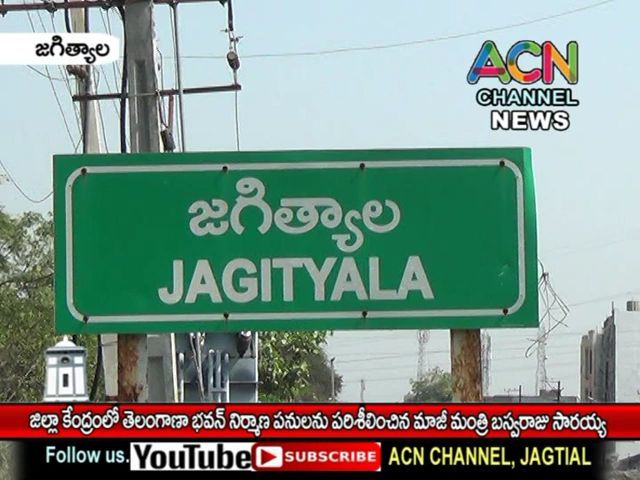 జగిత్యాల
ACN
CHANNEL
NEWS
జగిత్యాల
JAGITYALA
జిల్లా కేంద్రంలో తెలంగాణా భవన్ నిర్మాణ పనులను పరిశీలించిన మాజీ మంత్రి బస్వరాజు సారయ్య
Follow us. YouTube SUBSCRIBE ACN CHANNEL, JAGTIAL